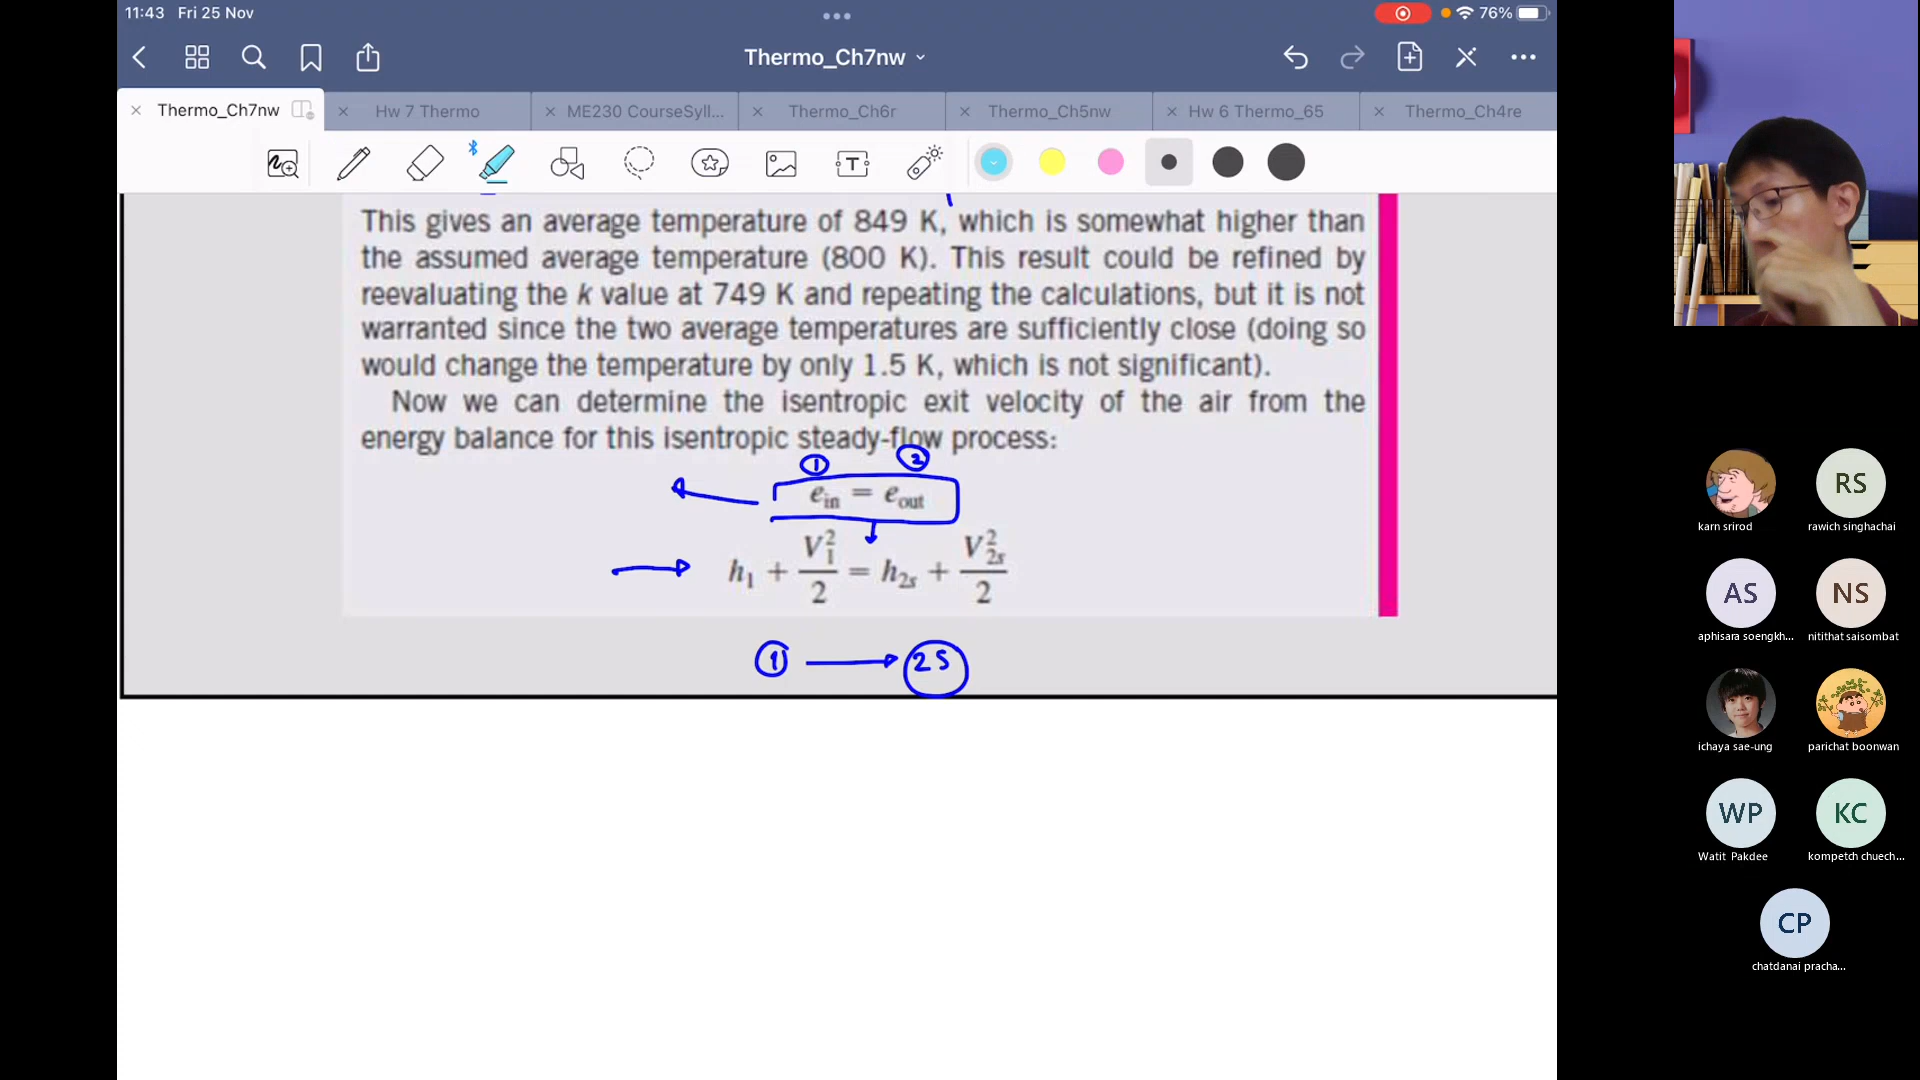 11:43 Fri 25 Nov
76%
Thermo_Ch7nw
Thermo_Ch7nw
Hw 7 Thermo
ME230 CourseSyll...
Thermo_Ch6r
Thermo_Ch5nw
Hw 6 Thermo_65
Thermo_Ch4re
T
This gives an average temperature of 849 K, which is somewhat higher than
the assumed average temperature (800 K). This result could be refined by
reevaluating the k value at 749 K and repeating the calculations, but it is not
warranted since the two average temperatures are sufficiently close (doing so
would change the temperature by only 1.5 K, which is not significant).
Now we can determine the isentropic exit velocity of the air from the
energy balance for this isentropic steady-flow process:
① ②
e_in = e_out
h_1 + V_1^2/2 = h_2s + V_2s^2/2
① → 2s
karn srirod
RS
rawich singhachai
AS
aphisara soengkh...
NS
nitithat saisombat
ichaya sae-ung
parichat boonwan
WP
Watit Pakdee
KC
kompetch chuech...
CP
chatdanai pracha...